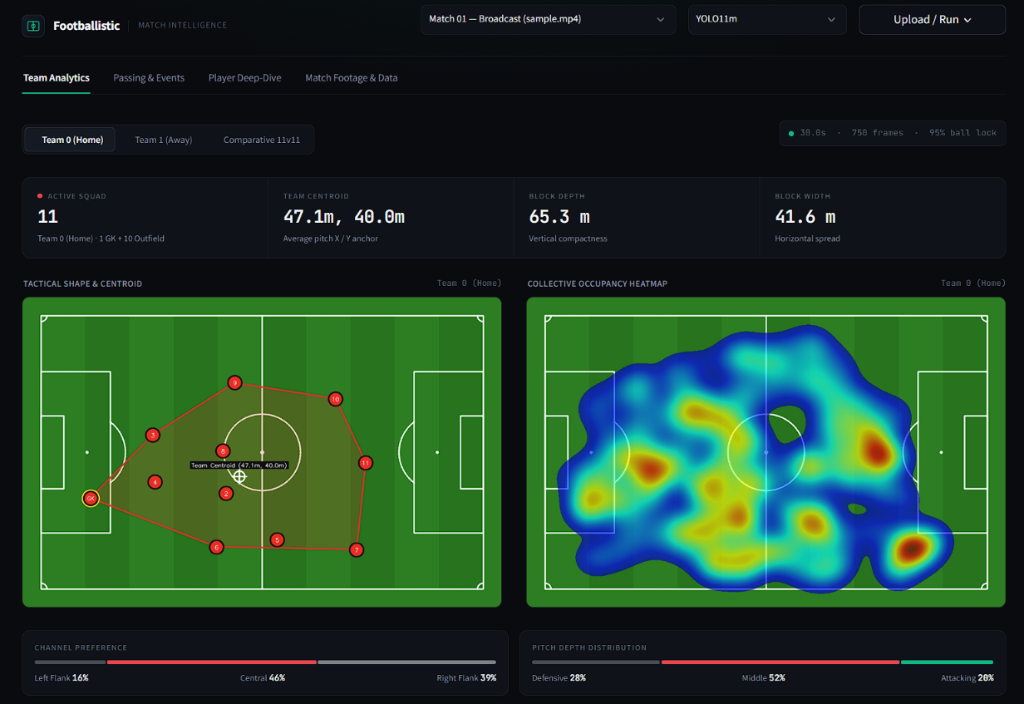 Footballistic MATCH INTELLIGENCE
Match 01 — Broadcast (sample.mp4)
YOLO11m
Upload / Run
Team Analytics
Passing & Events
Player Deep-Dive
Match Footage & Data
Team 0 (Home)
Team 1 (Away)
Comparative 11v11
30.0s · 750 frames · 95% ball lock
ACTIVE SQUAD
11
Team 0 (Home) · 1 GK + 10 Outfield
TEAM CENTROID
47.1m, 40.0m
Average pitch X / Y anchor
BLOCK DEPTH
65.3 m
Vertical compactness
BLOCK WIDTH
41.6 m
Horizontal spread
TACTICAL SHAPE & CENTROID
Team 0 (Home)
9
10
3
8
Team Centroid (47.1m, 40.0m)
11
4
2
GK
5
6
7
COLLECTIVE OCCUPANCY HEATMAP
Team 0 (Home)
CHANNEL PREFERENCE
Left Flank 16%
Central 46%
Right Flank 39%
PITCH DEPTH DISTRIBUTION
Defensive 28%
Middle 52%
Attacking 20%